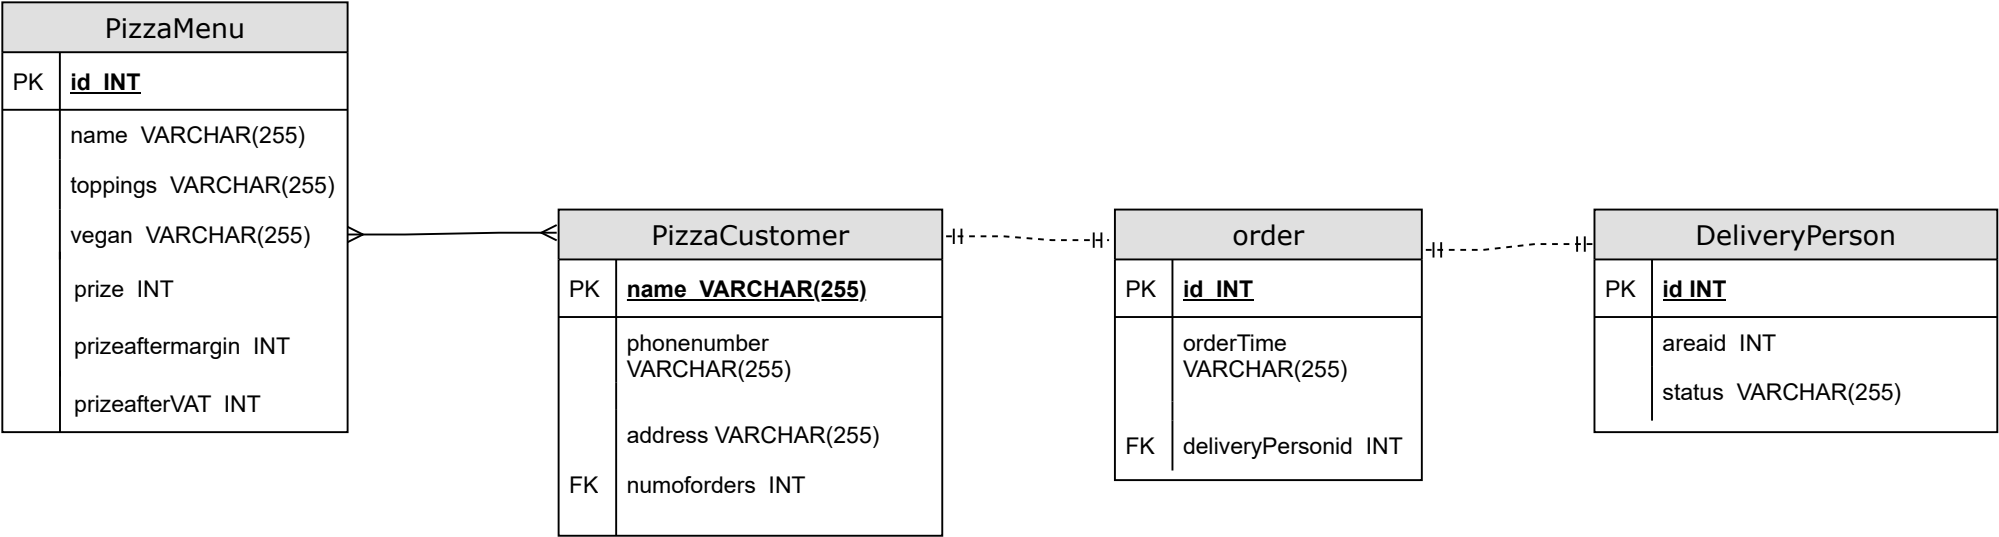 PizzaMenu
PK id INT
name VARCHAR(255)
toppings VARCHAR(255)
vegan VARCHAR(255)
prize INT
prizeaftermargin INT
prizeafterVAT INT
PizzaCustomer
PK name VARCHAR(255)
phonenumber
VARCHAR(255)
address VARCHAR(255)
FK numoforders INT
order
PK id INT
orderTime
VARCHAR(255)
FK deliveryPersonid INT
DeliveryPerson
PK id INT
areaid INT
status VARCHAR(255)